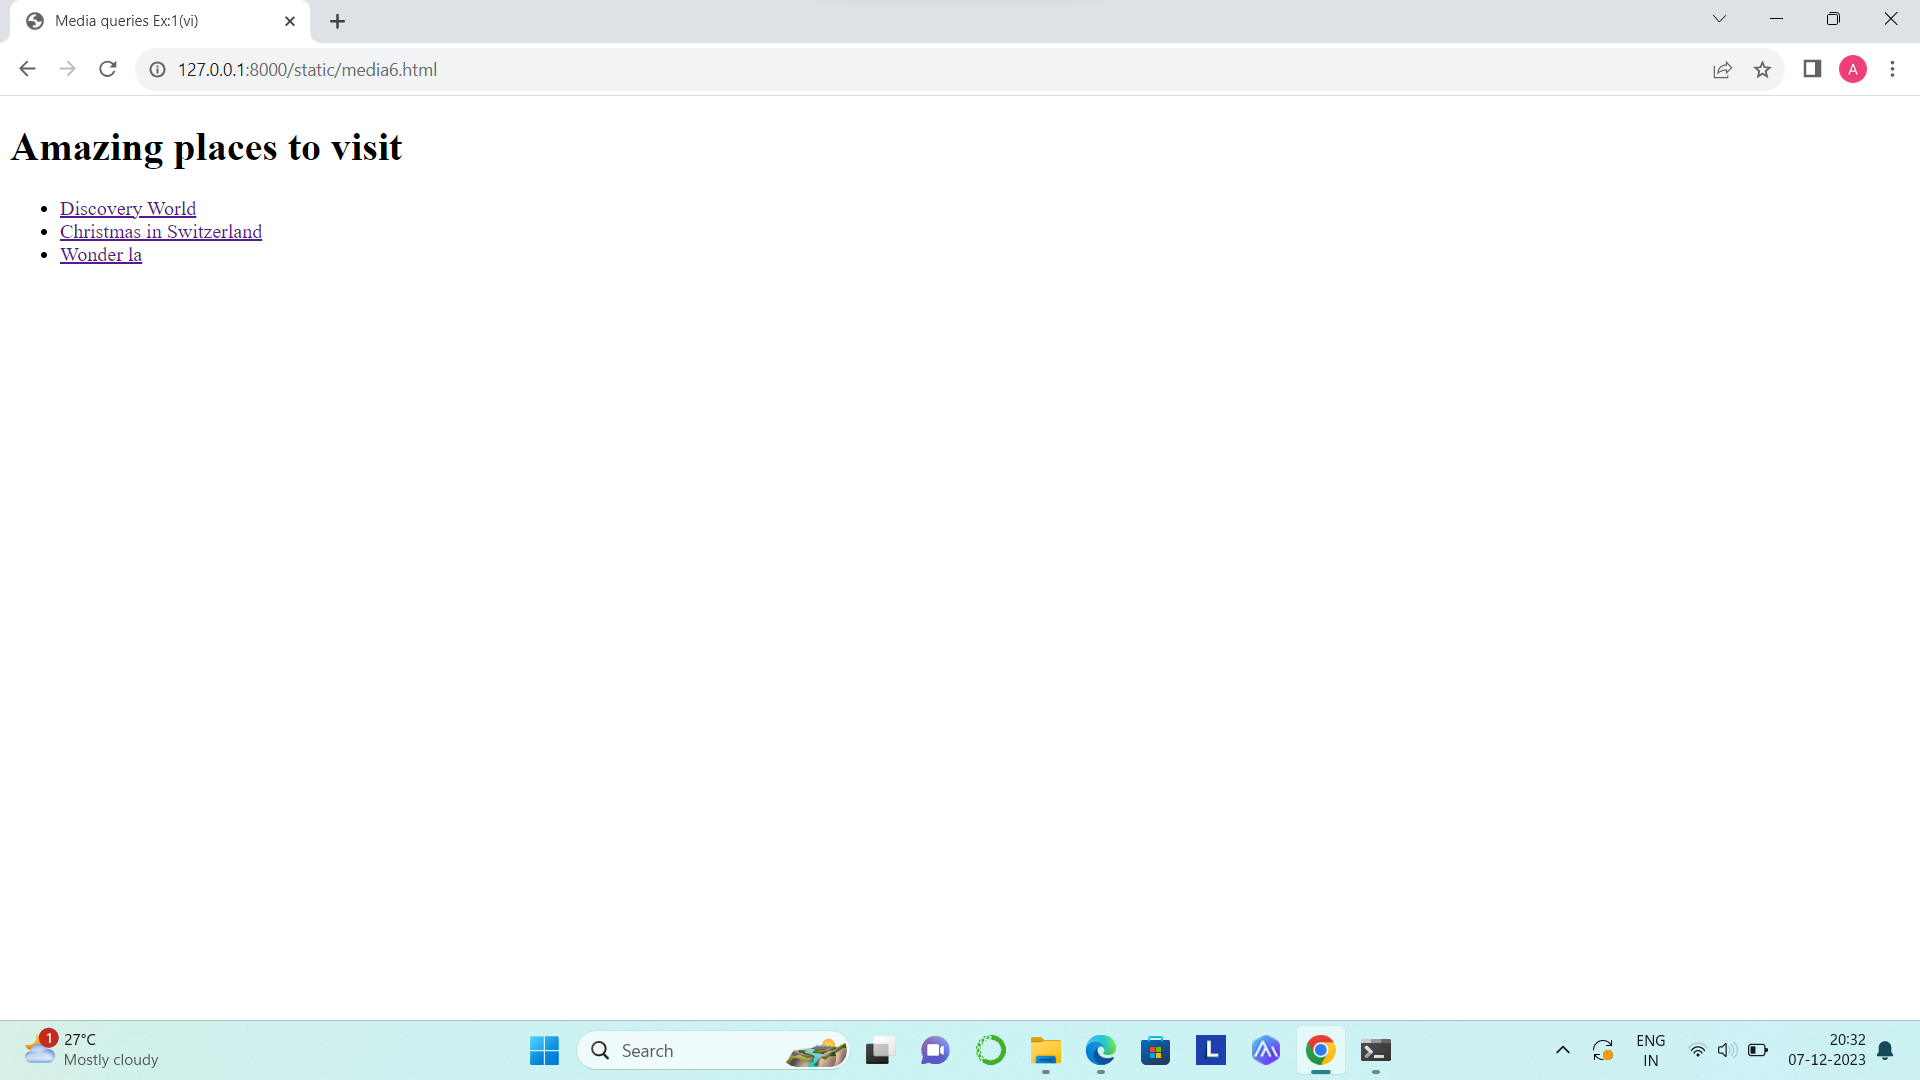 Media queries Ex:1(vi)
127.0.0.1:8000/static/media6.html
A
Amazing places to visit
Discovery World
Christmas in Switzerland
Wonder la
1
27°C
Mostly cloudy
Search
L
ENG
IN
20:32
07-12-2023